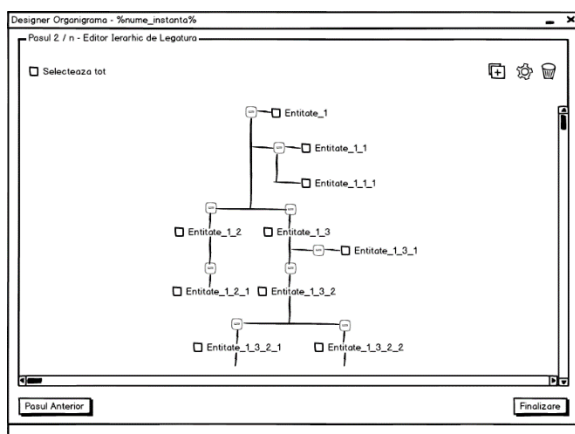 Designer Organigrama - %nume_instanta%
Pasul 2 / n - Editor Ierarhic de Legatura
Selecteaza tot
Entitate_1
Entitate_1_1
Entitate_1_1_1
Entitate_1_2
Entitate_1_3
Entitate_1_3_1
Entitate_1_2_1
Entitate_1_3_2
Entitate_1_3_2_1
Entitate_1_3_2_2
Pasul Anterior
Finalizare